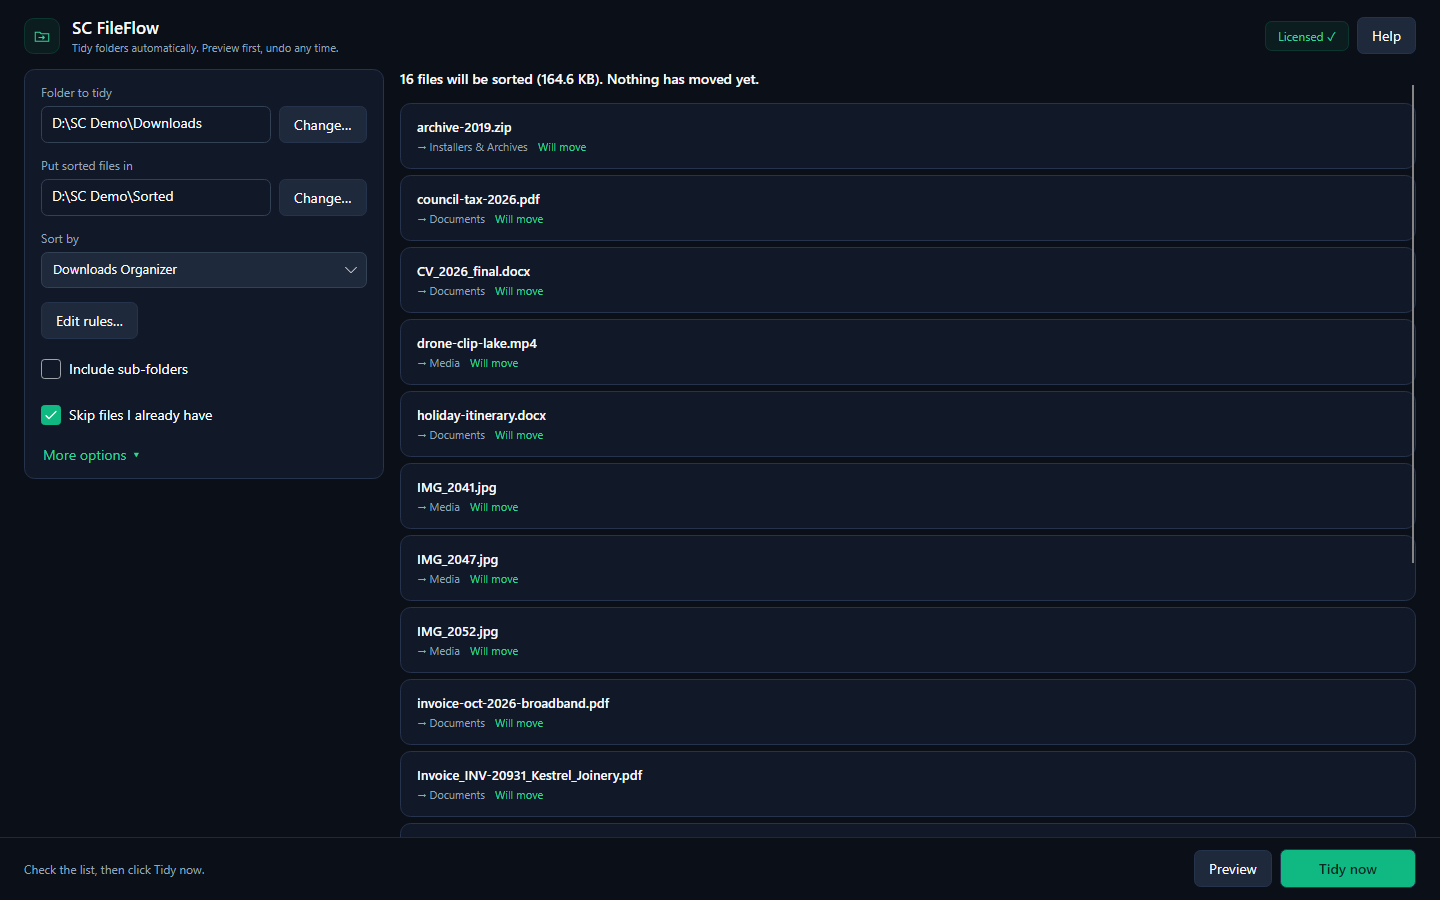 SC FileFlow
Tidy folders automatically. Preview first, undo any time.
Licensed ✓
Help
Folder to tidy
D:\SC Demo\Downloads
Change...
Put sorted files in
D:\SC Demo\Sorted
Change...
Sort by
Downloads Organizer
Edit rules...
Include sub-folders
Skip files I already have
More options ▾
16 files will be sorted (164.6 KB). Nothing has moved yet.
archive-2019.zip
→ Installers & Archives Will move
council-tax-2026.pdf
→ Documents Will move
CV_2026_final.docx
→ Documents Will move
drone-clip-lake.mp4
→ Media Will move
holiday-itinerary.docx
→ Documents Will move
IMG_2041.jpg
→ Media Will move
IMG_2047.jpg
→ Media Will move
IMG_2052.jpg
→ Media Will move
invoice-oct-2026-broadband.pdf
→ Documents Will move
Invoice_INV-20931_Kestrel_Joinery.pdf
→ Documents Will move
Check the list, then click Tidy now.
Preview
Tidy now